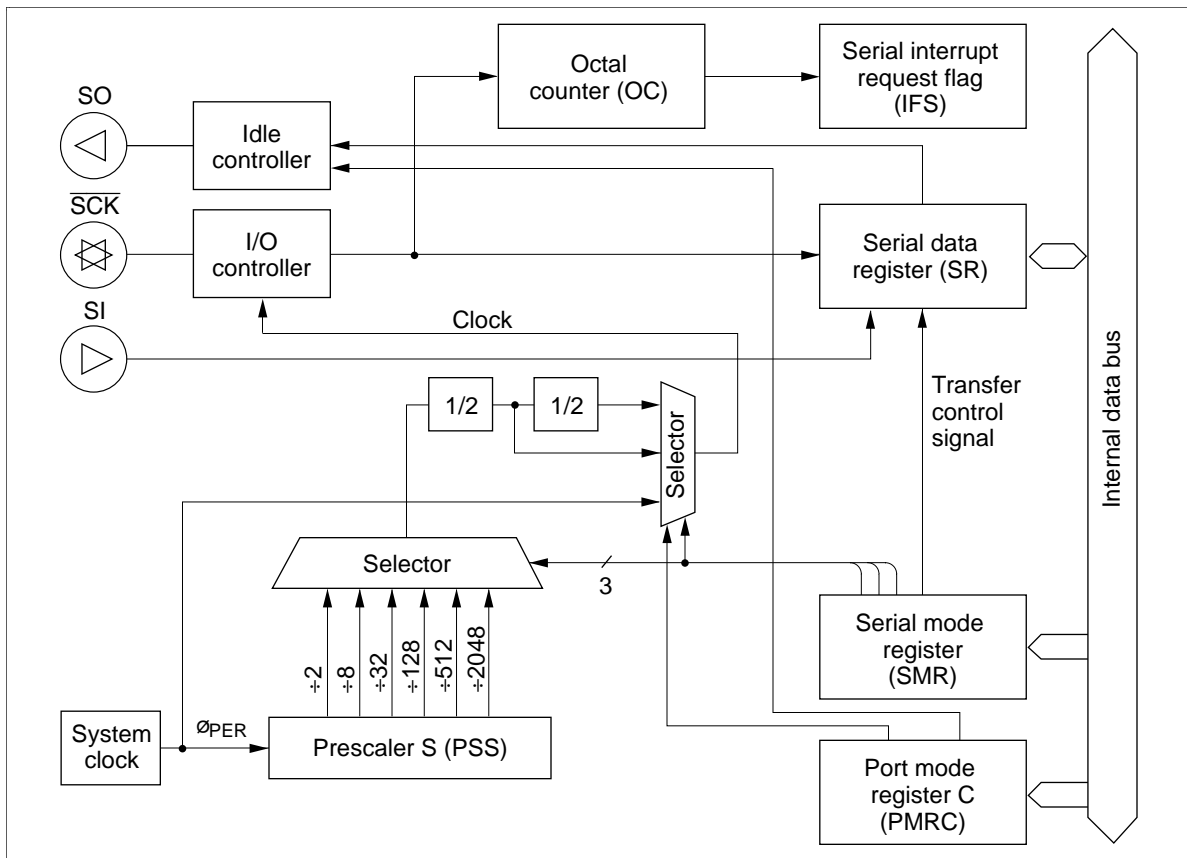 Octal
counter (OC)
Serial interrupt
request flag
(IFS)
SO
Idle
controller
SCK
I/O
controller
Serial data
register (SR)
SI
Clock
1/2
1/2
Selector
Transfer
control
signal
Internal data bus
Selector
3
÷2
÷8
÷32
÷128
÷512
÷2048
Serial mode
register
(SMR)
System
clock
øPER
Prescaler S (PSS)
Port mode
register C
(PMRC)